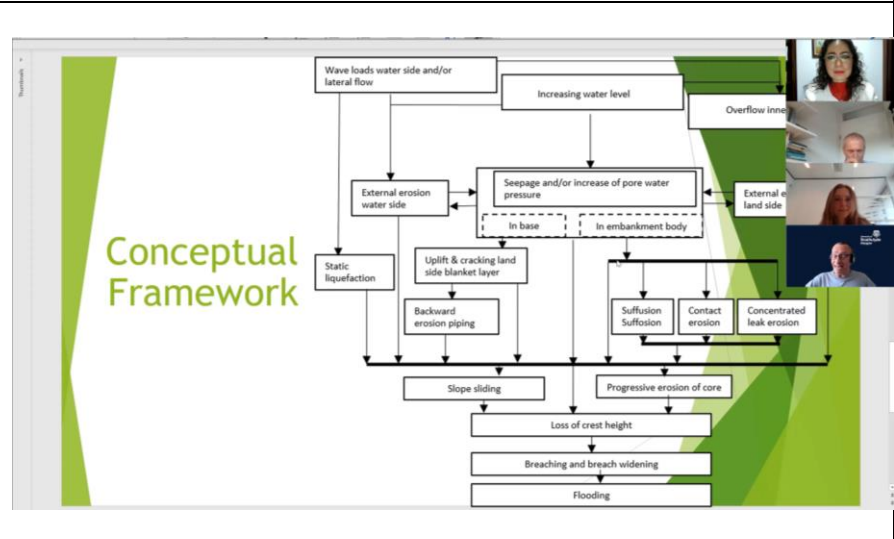 Thumbnails
Wave loads water side and/or
lateral flow
Increasing water level
Overflow inne
External erosion
water side
Seepage and/or increase of pore water
pressure
External e
land side
In base
In embankment body
Conceptual
Framework
Static
liquefaction
Uplift & cracking land
side blanket layer
Backward
erosion piping
Suffusion
Suffosion
Contact
erosion
Concentrated
leak erosion
Slope sliding
Progressive erosion of core
Loss of crest height
Breaching and breach widening
Flooding